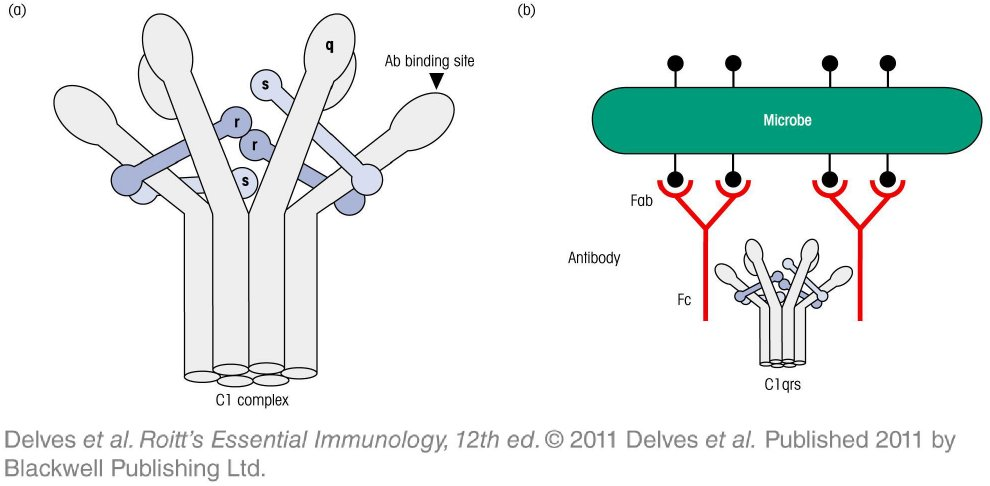 (a)
q
Ab binding site
s
r
r
s
C1 complex
(b)
Microbe
Fab
Antibody
Fc
C1qrs
Delves et al. Roitt's Essential Immunology, 12th ed. © 2011 Delves et al. Published 2011 by
Blackwell Publishing Ltd.